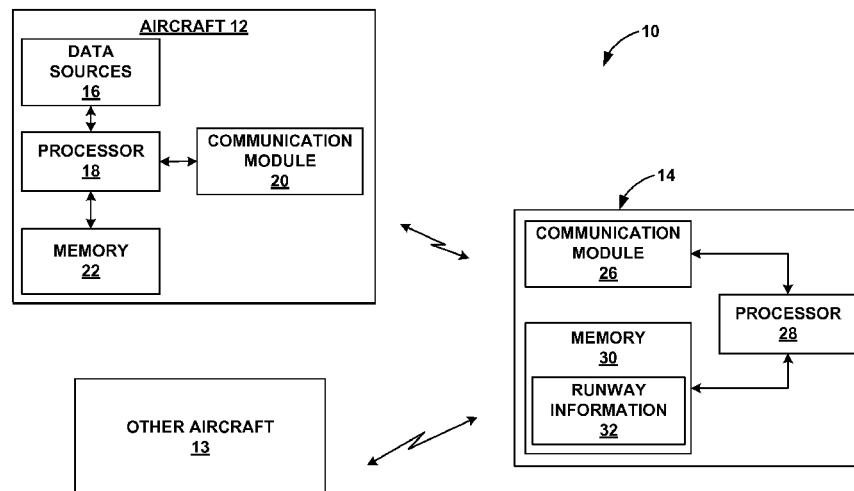 AIRCRAFT 12
DATA
SOURCES
16
PROCESSOR
18
COMMUNICATION
MODULE
20
MEMORY
22
10
14
COMMUNICATION
MODULE
26
PROCESSOR
28
MEMORY
30
RUNWAY
INFORMATION
32
OTHER AIRCRAFT
13